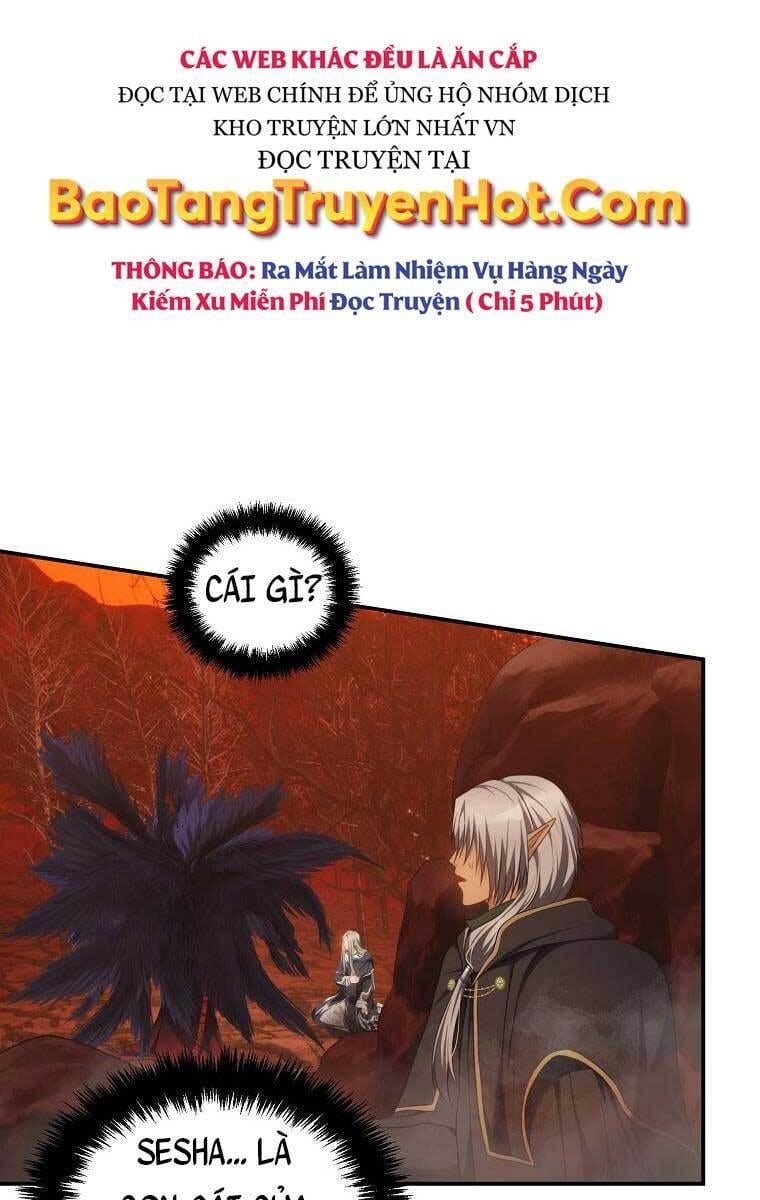 CÁC WEB KHÁC ĐỀU LÀ ĂN CẮP
ĐỌC TẠI WEB CHÍNH ĐỂ ỦNG HỘ NHÓM DỊCH
KHO TRUYỆN LỚN NHẤT VN
ĐỌC TRUYỆN TẠI
BaoTangTruyenHot.Com
THÔNG BÁO: Ra Mắt Làm Nhiệm Vụ Hàng Ngày
Kiếm Xu Miễn Phí Đọc Truyện ( Chỉ 5 Phút)
CÁI GÌ?
SESHA... LÀ